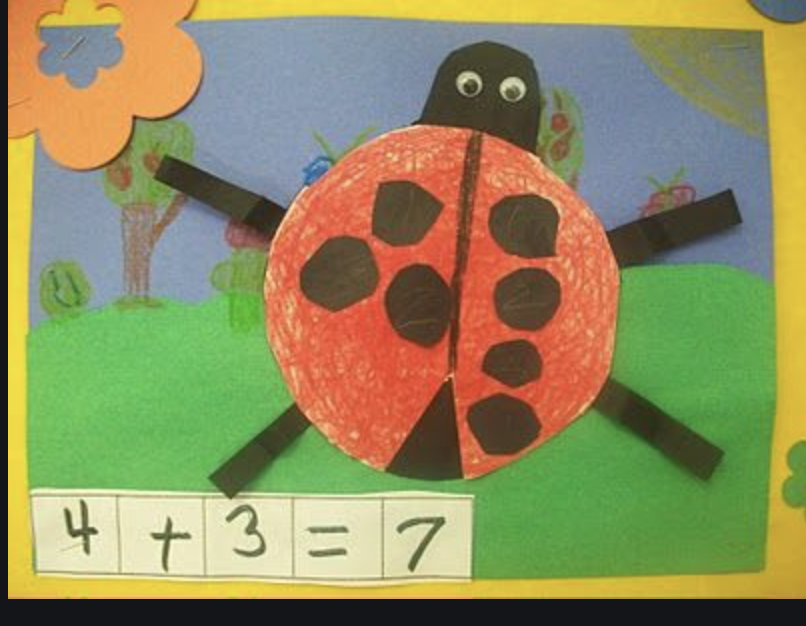 4 + 3 = 7